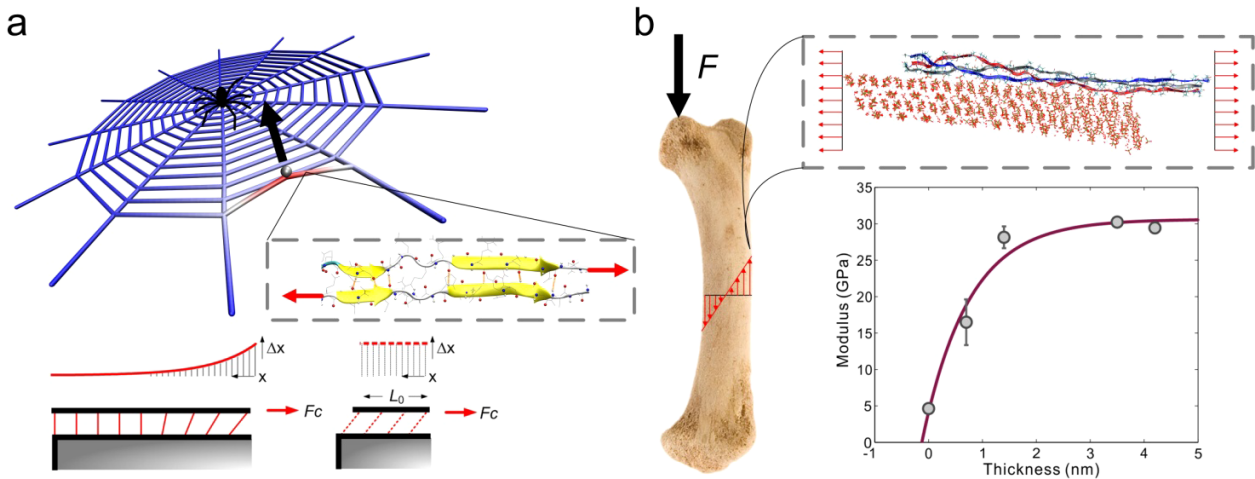 a
Δx
x
Fc
Δx
x
L₀
Fc
b
F
Modulus (GPa)
35
30
25
20
15
10
5
0
-1 0 1 2 3 4 5
Thickness (nm)